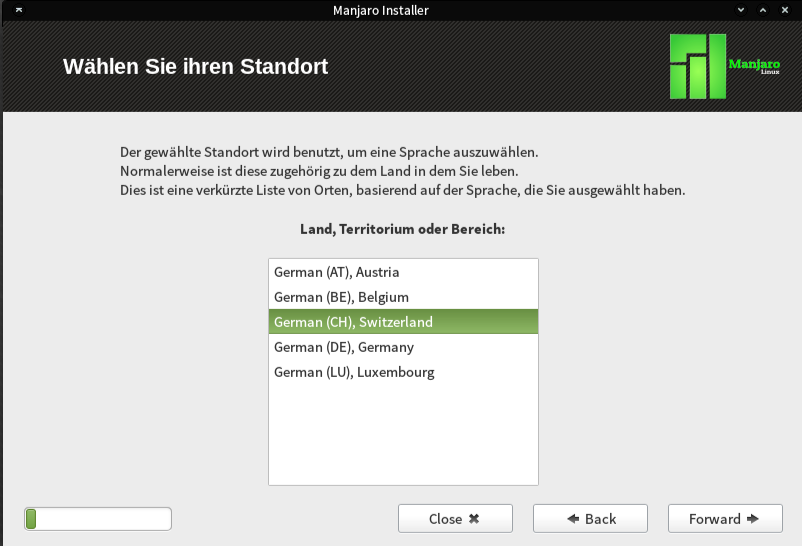 Manjaro Installer
Wählen Sie ihren Standort
Manjaro
Linux
Der gewählte Standort wird benutzt, um eine Sprache auszuwählen.
Normalerweise ist diese zugehörig zu dem Land in dem Sie leben.
Dies ist eine verkürzte Liste von Orten, basierend auf der Sprache, die Sie ausgewählt haben.
Land, Territorium oder Bereich:
German (AT), Austria
German (BE), Belgium
German (CH), Switzerland
German (DE), Germany
German (LU), Luxembourg
Close
Back
Forward